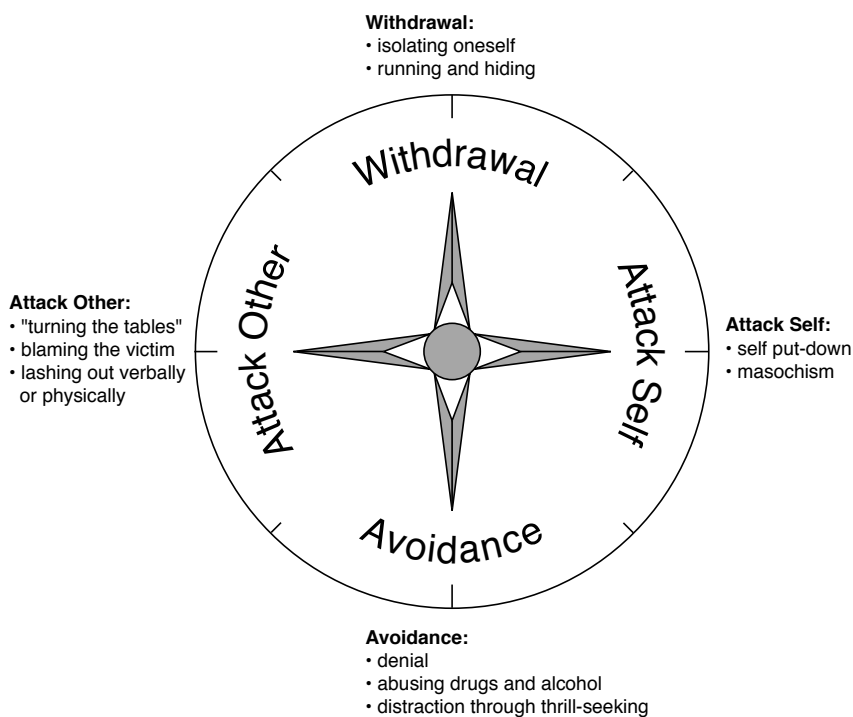 Withdrawal:
• isolating oneself
• running and hiding
Withdrawal
Attack Other:
• "turning the tables"
• blaming the victim
• lashing out verbally
or physically
Attack Other
Attack Self
Attack Self:
• self put-down
• masochism
Avoidance
Avoidance:
• denial
• abusing drugs and alcohol
• distraction through thrill-seeking